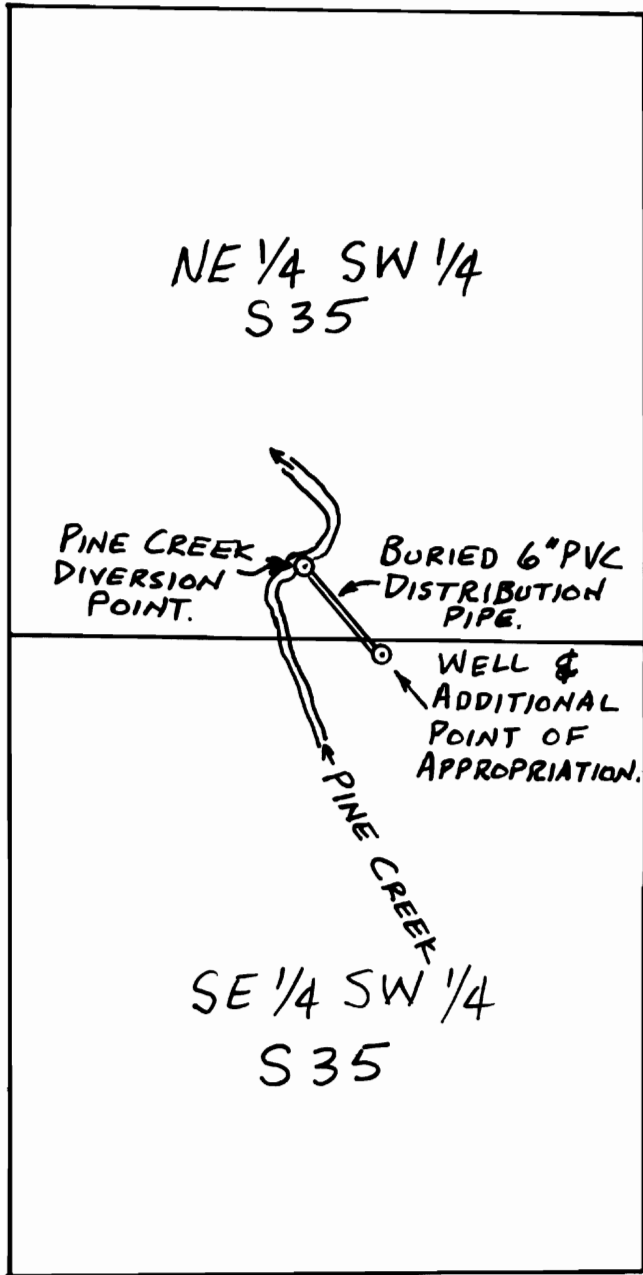 NE 1/4 SW 1/4
S 35
PINE CREEK
DIVERSION
POINT.
BURIED 6" PVC
DISTRIBUTION
PIPE.
WELL &
ADDITIONAL
POINT OF
APPROPRIATION.
PINE CREEK
SE 1/4 SW 1/4
S 35